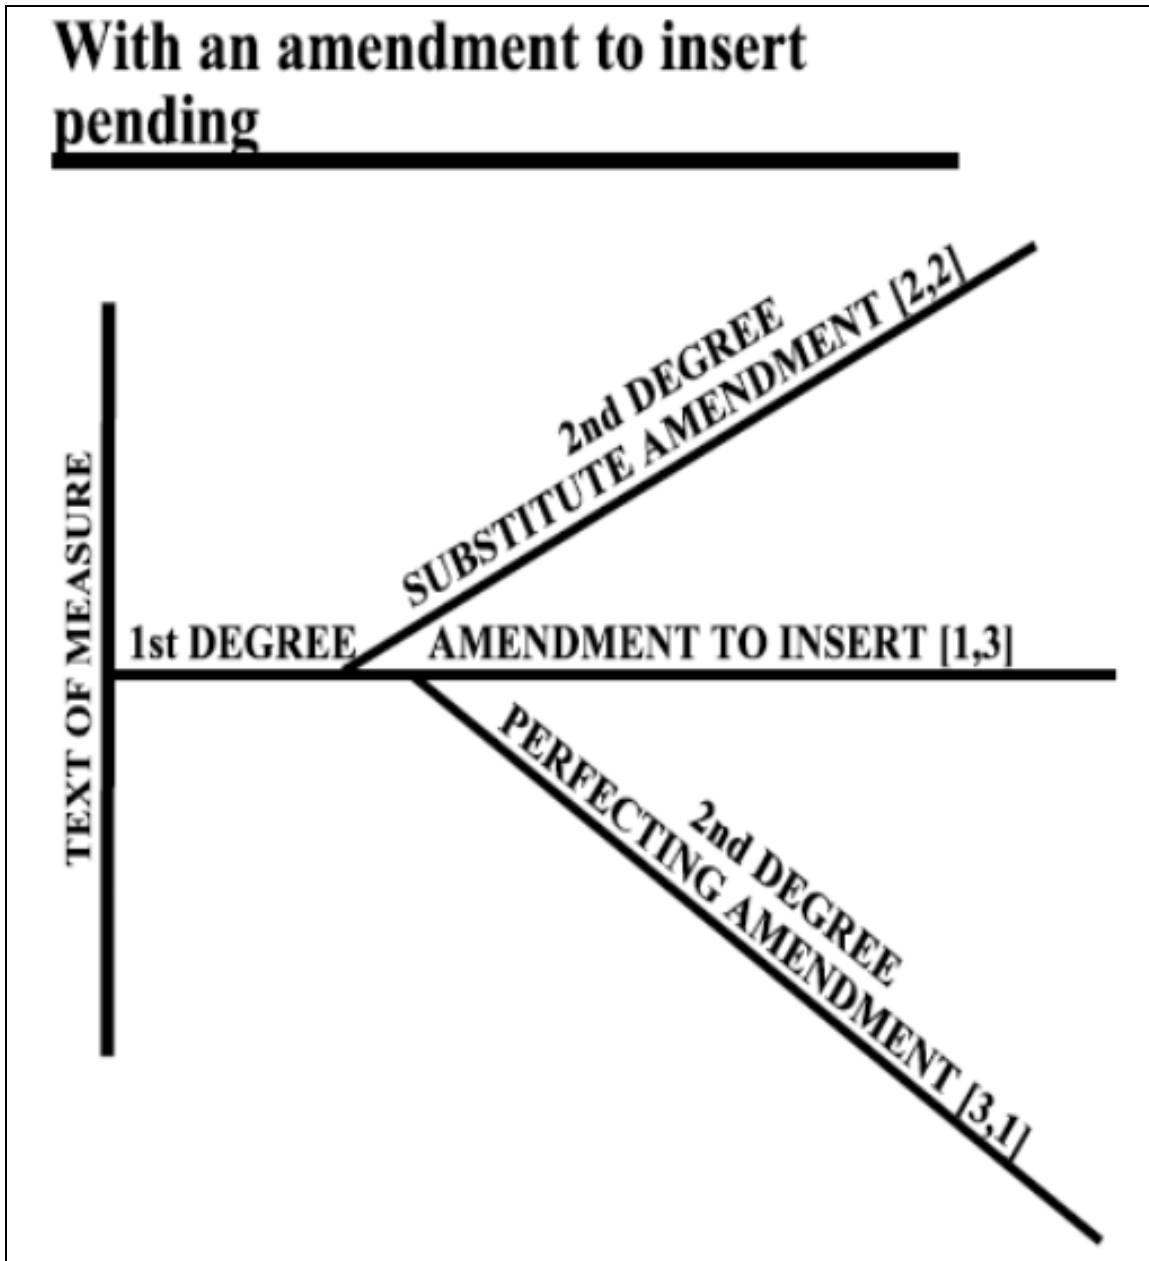 With an amendment to insert
pending
2nd DEGREE
SUBSTITUTE AMENDMENT [2,2]
TEXT OF MEASURE
1st DEGREE AMENDMENT TO INSERT [1,3]
2nd DEGREE
PERFECTING AMENDMENT [3,1]